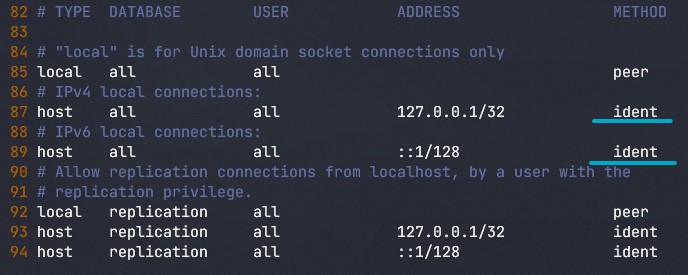 82 # TYPE  DATABASE        USER            ADDRESS                 METHOD
83
84 # "local" is for Unix domain socket connections only
85 local   all             all                                     peer
86 # IPv4 local connections:
87 host    all             all             127.0.0.1/32            ident
88 # IPv6 local connections:
89 host    all             all             ::1/128                 ident
90 # Allow replication connections from localhost, by a user with the
91 # replication privilege.
92 local   replication     all                                     peer
93 host    replication     all             127.0.0.1/32            ident
94 host    replication     all             ::1/128                 ident